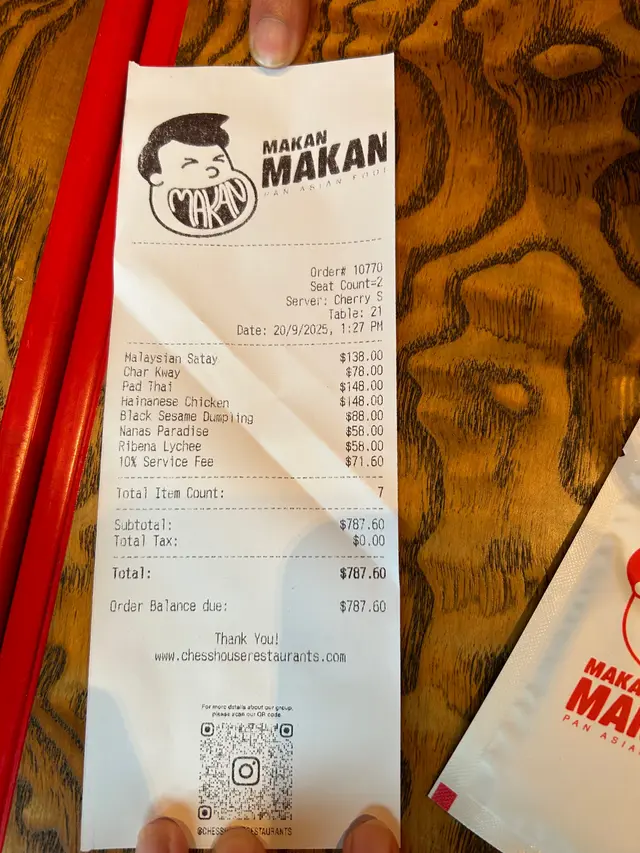 MAKAN
MAKAN
MAKAN
PAN ASIAN FOOD
Order# 10770
Seat Count=2
Server: Cherry S
Table: 21
Date: 20/9/2025, 1:27 PM
Malaysian Satay $138.00
Char Kway $78.00
Pad Thai $148.00
Hainanese Chicken $148.00
Black Sesame Dumpling $88.00
Nanas Paradise $58.00
Ribena Lychee $58.00
10% Service Fee $71.60
Total Item Count: 7
Subtotal: $787.60
Total Tax: $0.00
Total: $787.60
Order Balance due: $787.60
Thank You!
www.chesshouserestaurants.com
For more details about our group,
please scan our QR code
MAKA
MAK
PAN ASIA